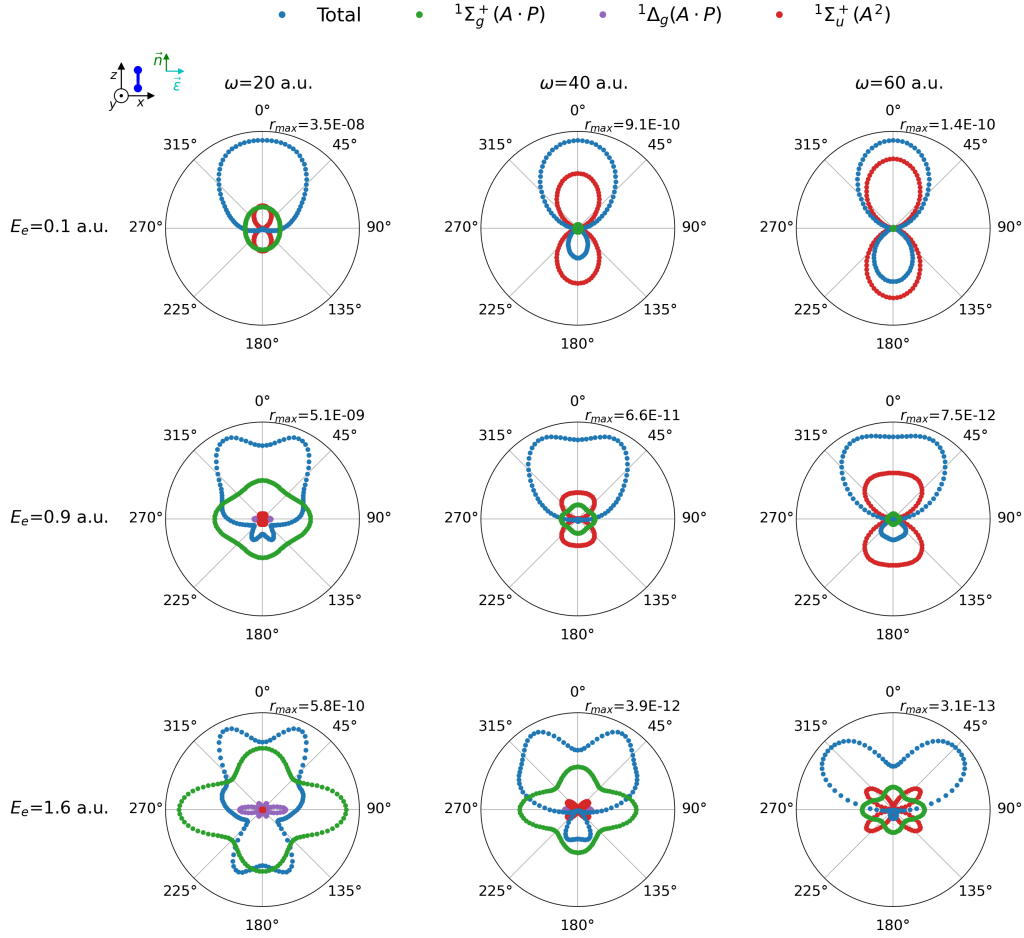 Total ¹Σg⁺(A · P) ¹Δg(A · P) ¹Σu⁺(A²)
z y x n⃗ ε⃗
ω=20 a.u. ω=40 a.u. ω=60 a.u.
0° 0° 0°
rmax=3.5E-08 rmax=9.1E-10 rmax=1.4E-10
315° 45° 315° 45° 315° 45°
Ee=0.1 a.u. 270° 90° 270° 90° 270° 90°
225° 135° 225° 135° 225° 135°
180° 180° 180°
0° 0° 0°
rmax=5.1E-09 rmax=6.6E-11 rmax=7.5E-12
315° 45° 315° 45° 315° 45°
Ee=0.9 a.u. 270° 90° 270° 90° 270° 90°
225° 135° 225° 135° 225° 135°
180° 180° 180°
0° 0° 0°
rmax=5.8E-10 rmax=3.9E-12 rmax=3.1E-13
315° 45° 315° 45° 315° 45°
Ee=1.6 a.u. 270° 90° 270° 90° 270° 90°
225° 135° 225° 135° 225° 135°
180° 180° 180°